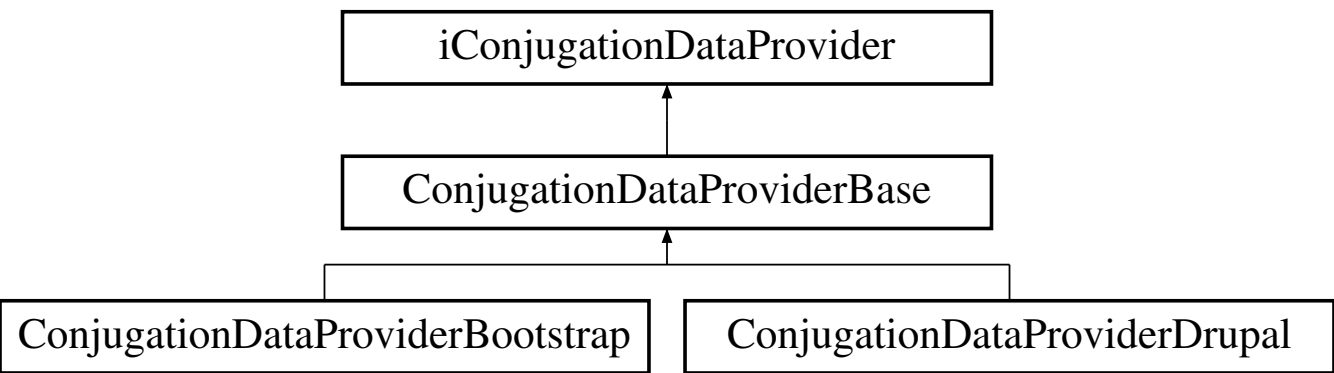 iConjugationDataProvider
ConjugationDataProviderBase
ConjugationDataProviderBootstrap
ConjugationDataProviderDrupal